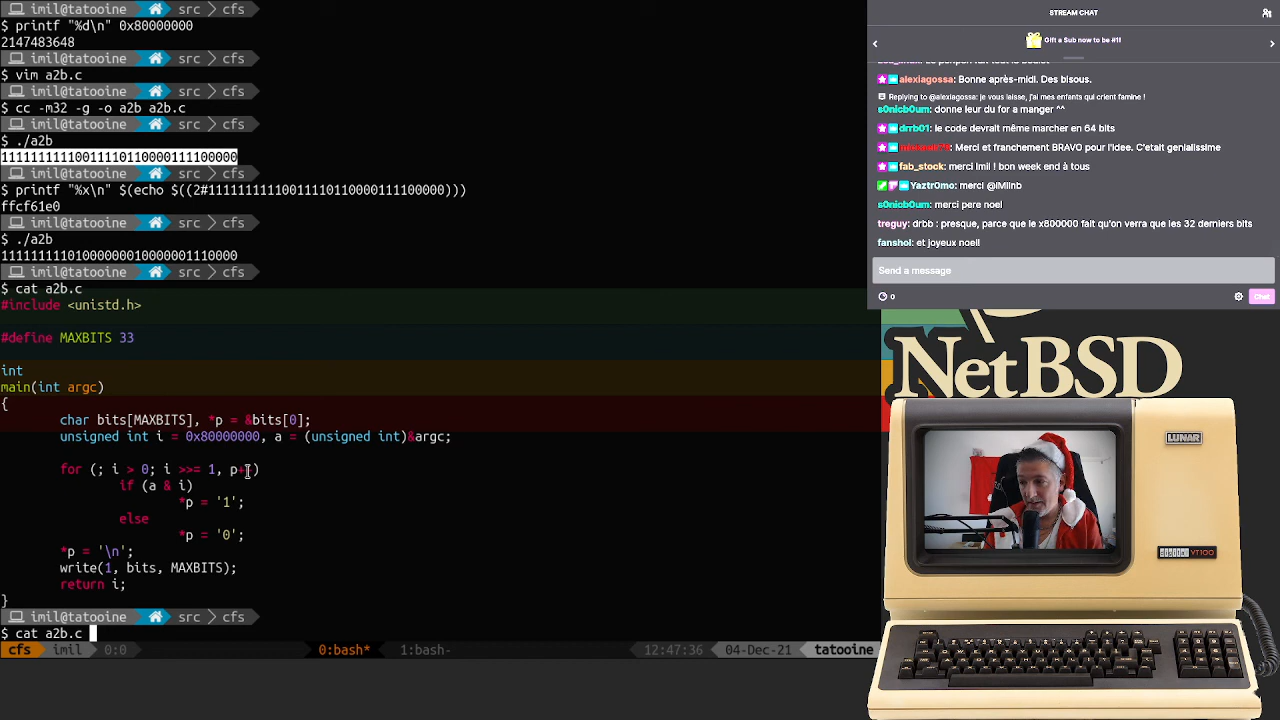 imil@tatooine src cfs
$ printf "%d\n" 0x80000000
2147483648
imil@tatooine src cfs
$ vim a2b.c
imil@tatooine src cfs
$ cc -m32 -g -o a2b a2b.c
imil@tatooine src cfs
$ ./a2b
11111111110011110110000111100000
imil@tatooine src cfs
$ printf "%x\n" $(echo $((2#11111111110011110110000111100000)))
ffcf61e0
imil@tatooine src cfs
$ ./a2b
11111111110100000010000001110000
imil@tatooine src cfs
$ cat a2b.c
#include <unistd.h>
#define MAXBITS 33
int
main(int argc)
{
char bits[MAXBITS], *p = &bits[0];
unsigned int i = 0x80000000, a = (unsigned int)&argc;
for (; i > 0; i >>= 1, p++)
if (a & i)
*p = '1';
else
*p = '0';
*p = '\n';
write(1, bits, MAXBITS);
return i;
}
imil@tatooine src cfs
$ cat a2b.c
cfs imil 0:0 0:bash* 1:bash- 12:47:36 04-Dec-21 tatooine
STREAM CHAT
Gift a Sub now to be #1!
alexiagossa: Bonne après-midi. Des bisous.
Replying to @alexiagossa: je vous laisse, j'ai mes enfants qui crient famine !
s0nicb0um: donne leur du for a manger ^^
drrb01: le code devrait même marcher en 64 bits
Merci et franchement BRAVO pour l'idee. C'etait genialissime
fab_stock: merci Imil ! bon week end à tous
Yaztr0mo: merci @iMilnb
s0nicb0um: merci pere noel
treguy: drbb : presque, parce que le x800000 fait qu'on verra que les 32 derniers bits
fanshol: et joyeux noell
Send a message
0
Chat
NetBSD
LUNAR
digital VT100